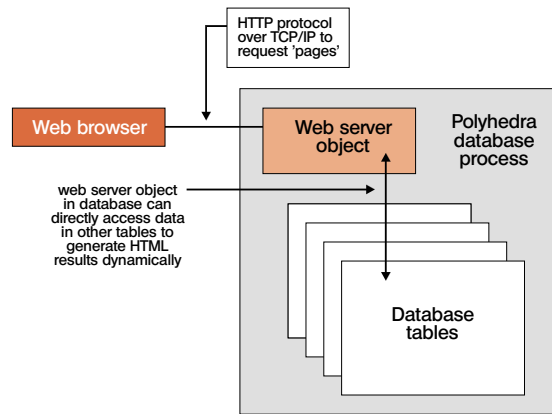 HTTP protocol
over TCP/IP to
request 'pages'
Web browser
Web server
object
Polyhedra
database
process
web server object
in database can
directly access data
in other tables to
generate HTML
results dynamically
Database
tables